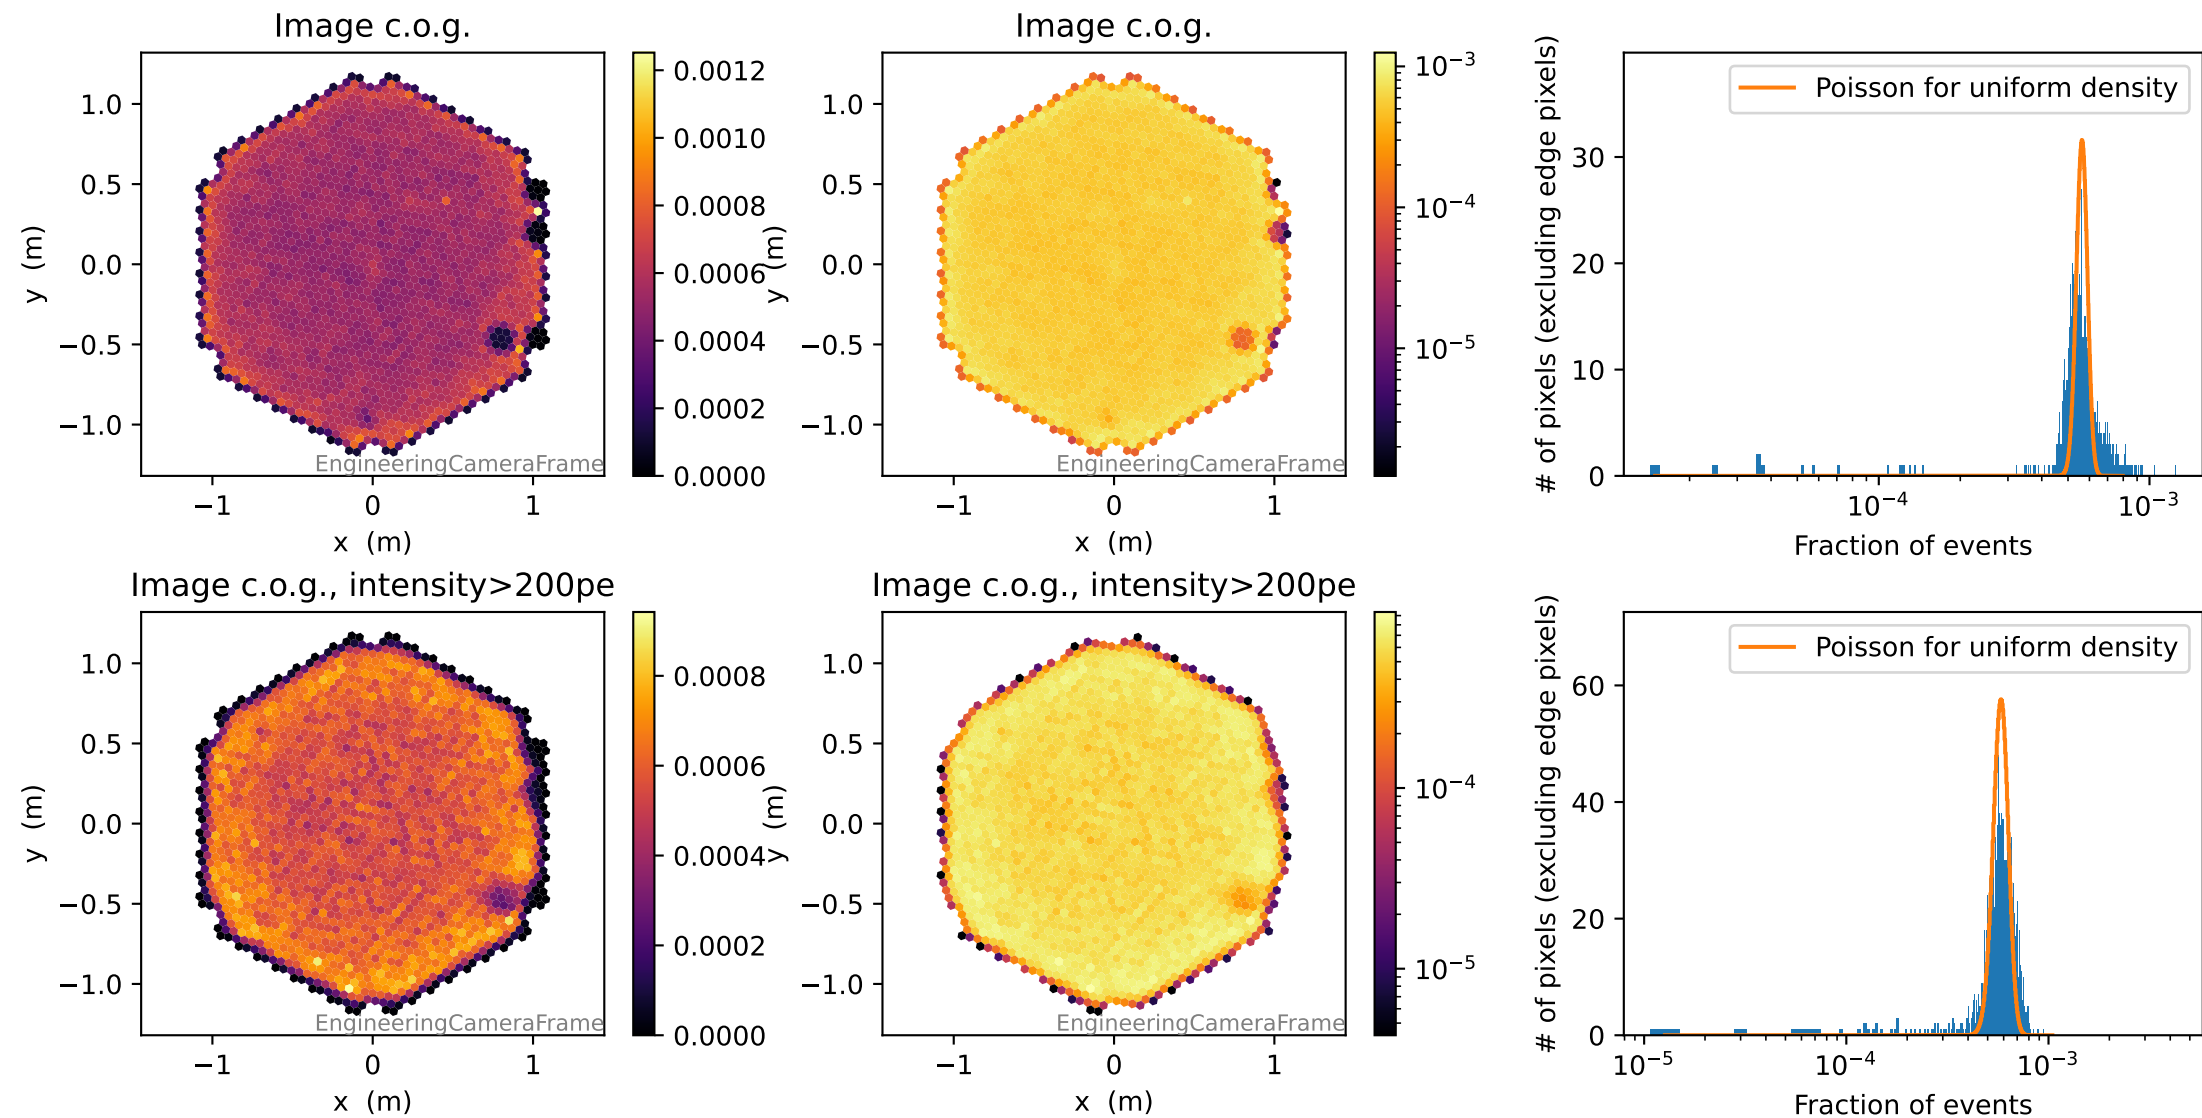 Image c.o.g.
1.0
0.5
0.0
−0.5
−1.0
y (m)
−1
0
1
x (m)
EngineeringCameraFrame
0.0012
0.0010
0.0008
0.0006
0.0004
0.0002
0.0000
Image c.o.g.
1.0
0.5
0.0
−0.5
−1.0
y (m)
−1
0
1
x (m)
EngineeringCameraFrame
10⁻³
10⁻⁴
10⁻⁵
Poisson for uniform density
# of pixels (excluding edge pixels)
30
20
10
0
10⁻⁴
10⁻³
Fraction of events
Image c.o.g., intensity>200pe
1.0
0.5
0.0
−0.5
−1.0
y (m)
−1
0
1
x (m)
EngineeringCameraFrame
0.0008
0.0006
0.0004
0.0002
0.0000
Image c.o.g., intensity>200pe
1.0
0.5
0.0
−0.5
−1.0
y (m)
−1
0
1
x (m)
EngineeringCameraFrame
10⁻⁴
10⁻⁵
Poisson for uniform density
# of pixels (excluding edge pixels)
60
40
20
0
10⁻⁵
10⁻⁴
10⁻³
Fraction of events